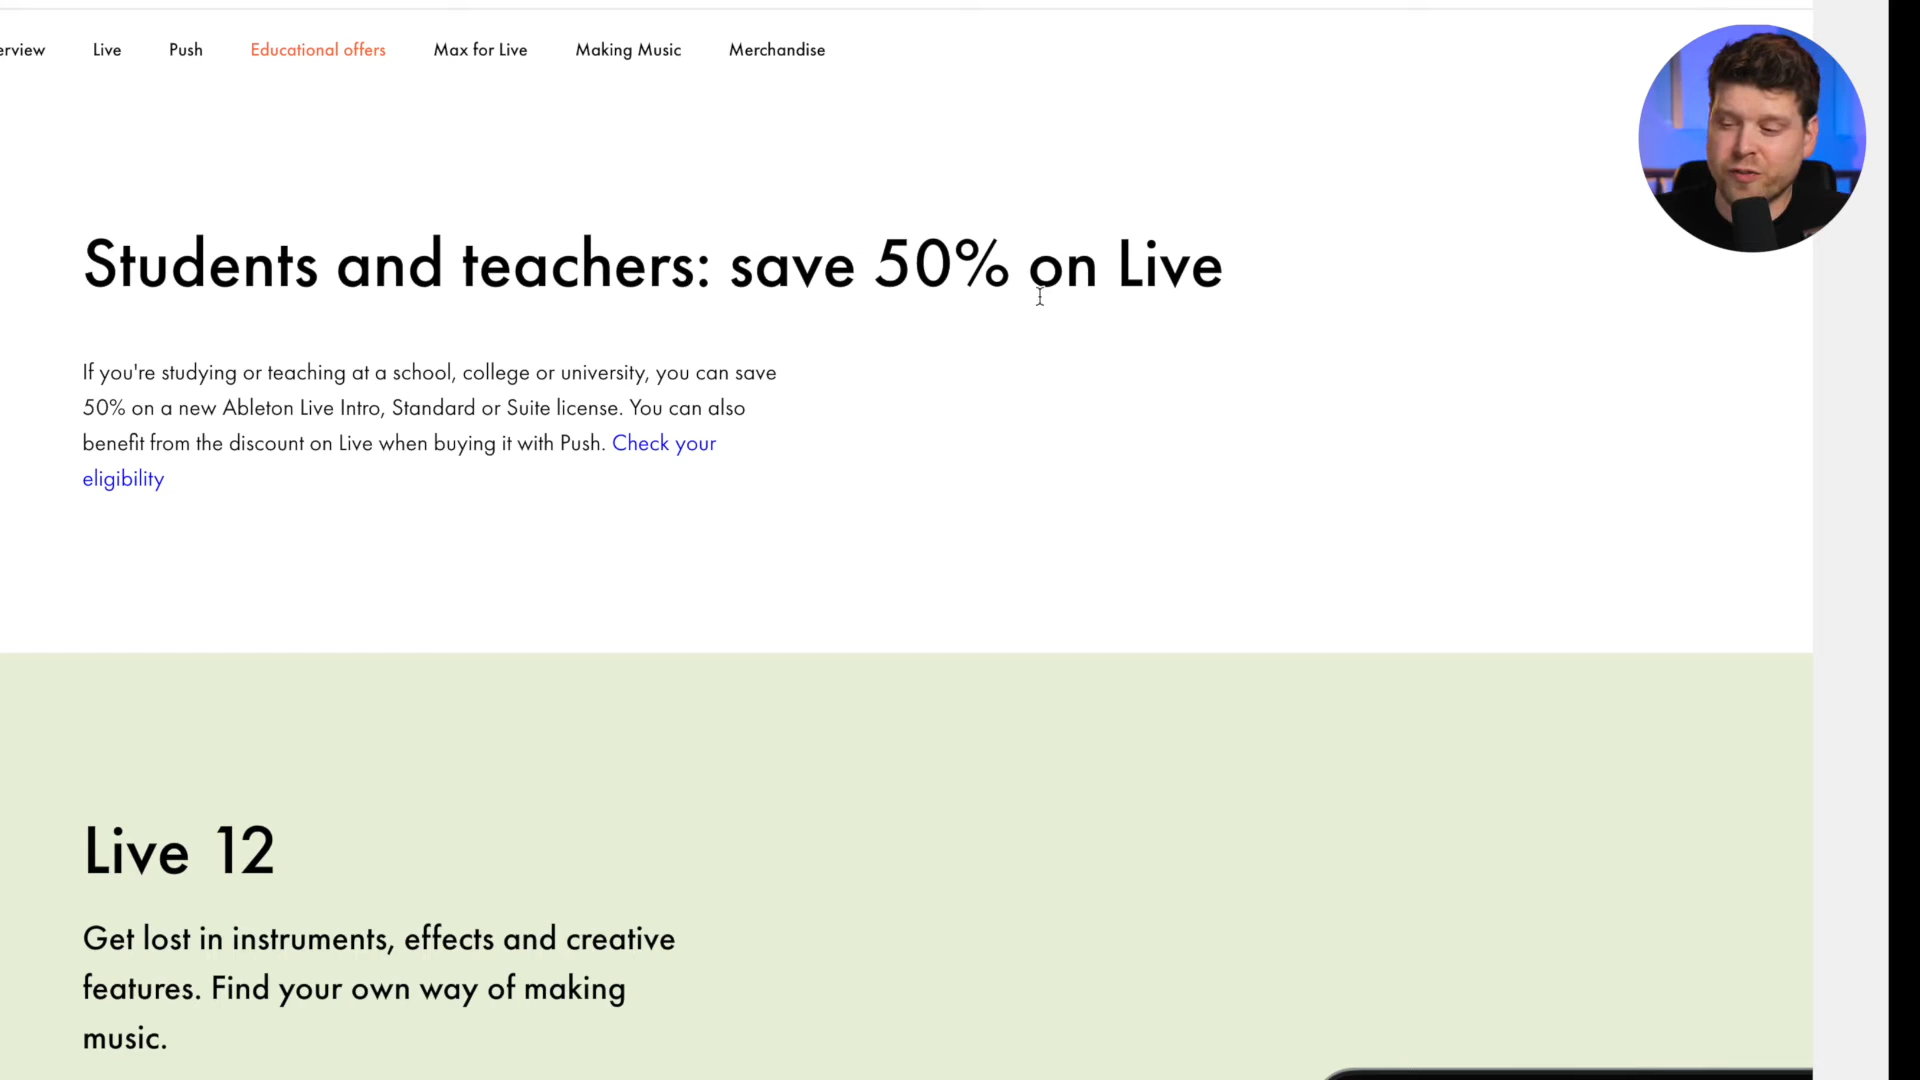 erview Live Push Educational offers Max for Live Making Music Merchandise
Students and teachers: save 50% on Live
If you're studying or teaching at a school, college or university, you can save
50% on a new Ableton Live Intro, Standard or Suite license. You can also
benefit from the discount on Live when buying it with Push. Check your
eligibility
Live 12
Get lost in instruments, effects and creative
features. Find your own way of making
music.